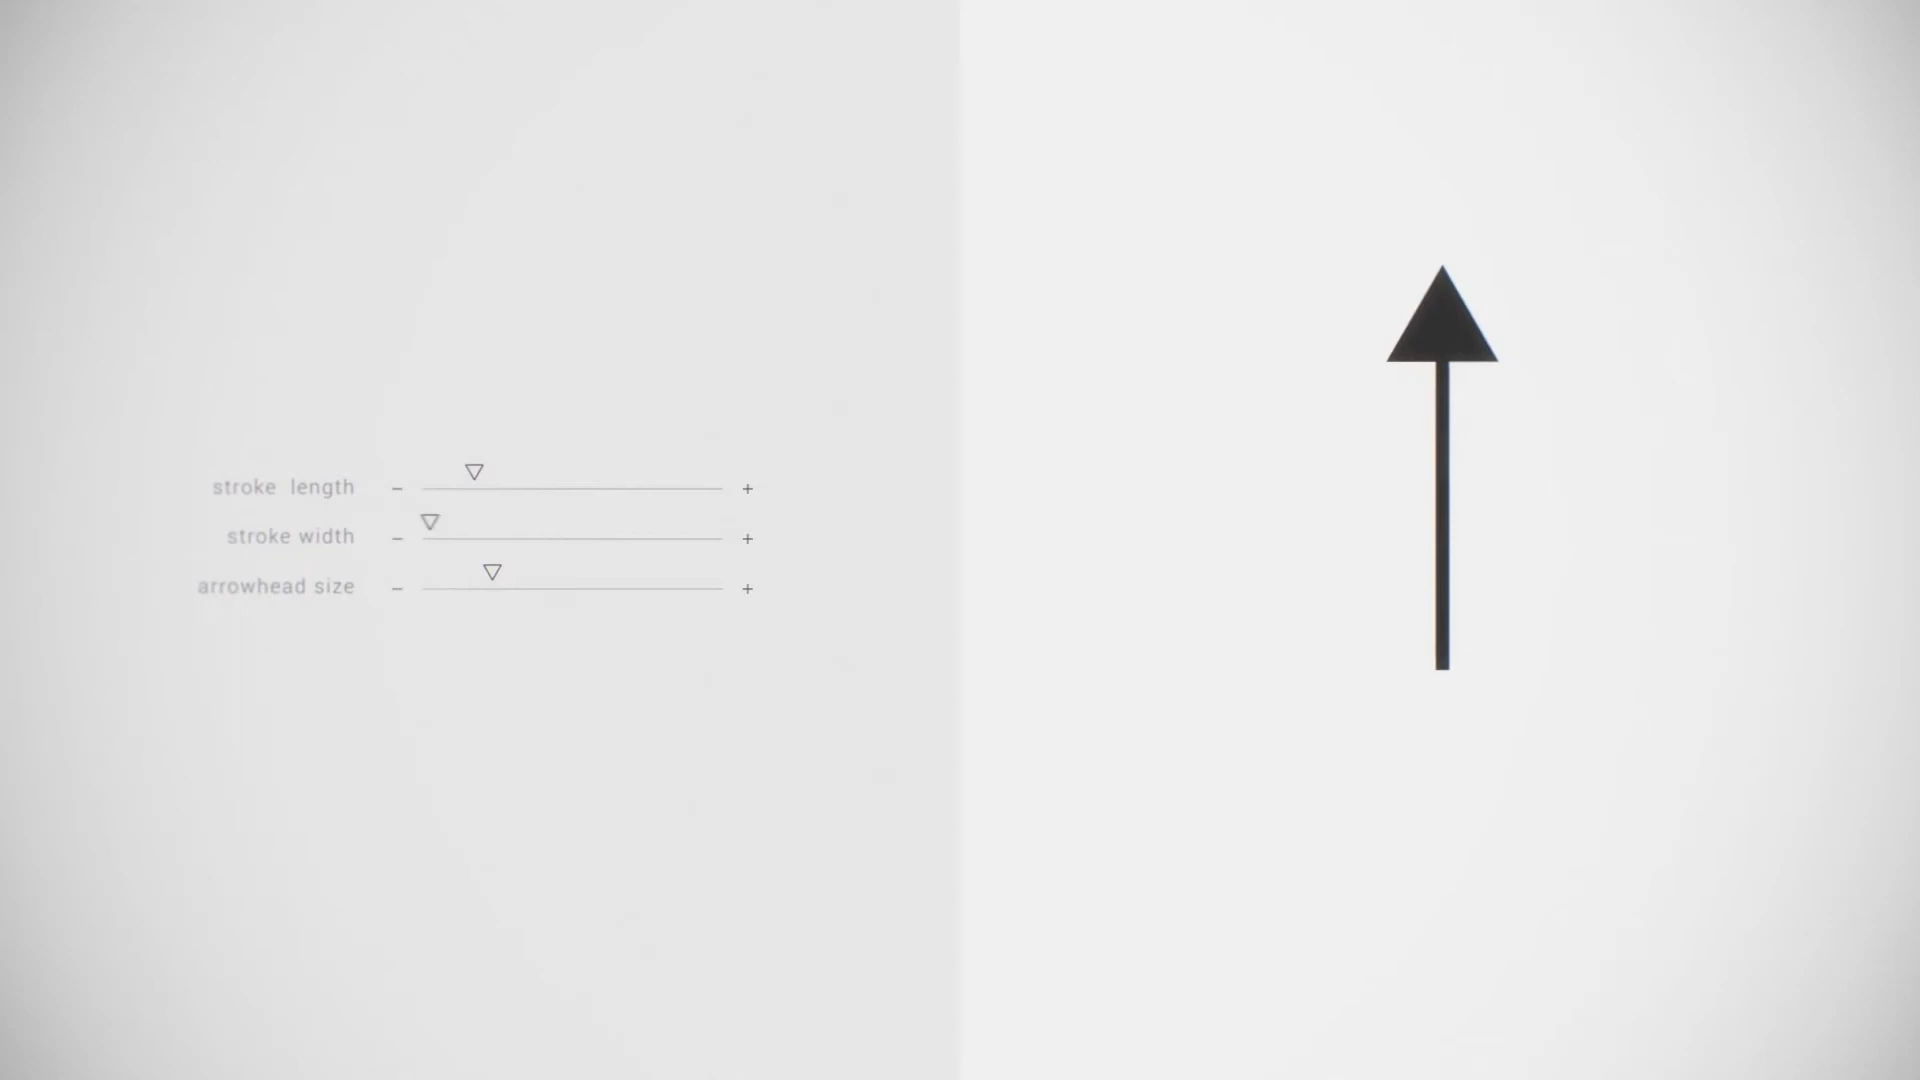 stroke length - +
stroke width - +
arrowhead size - +